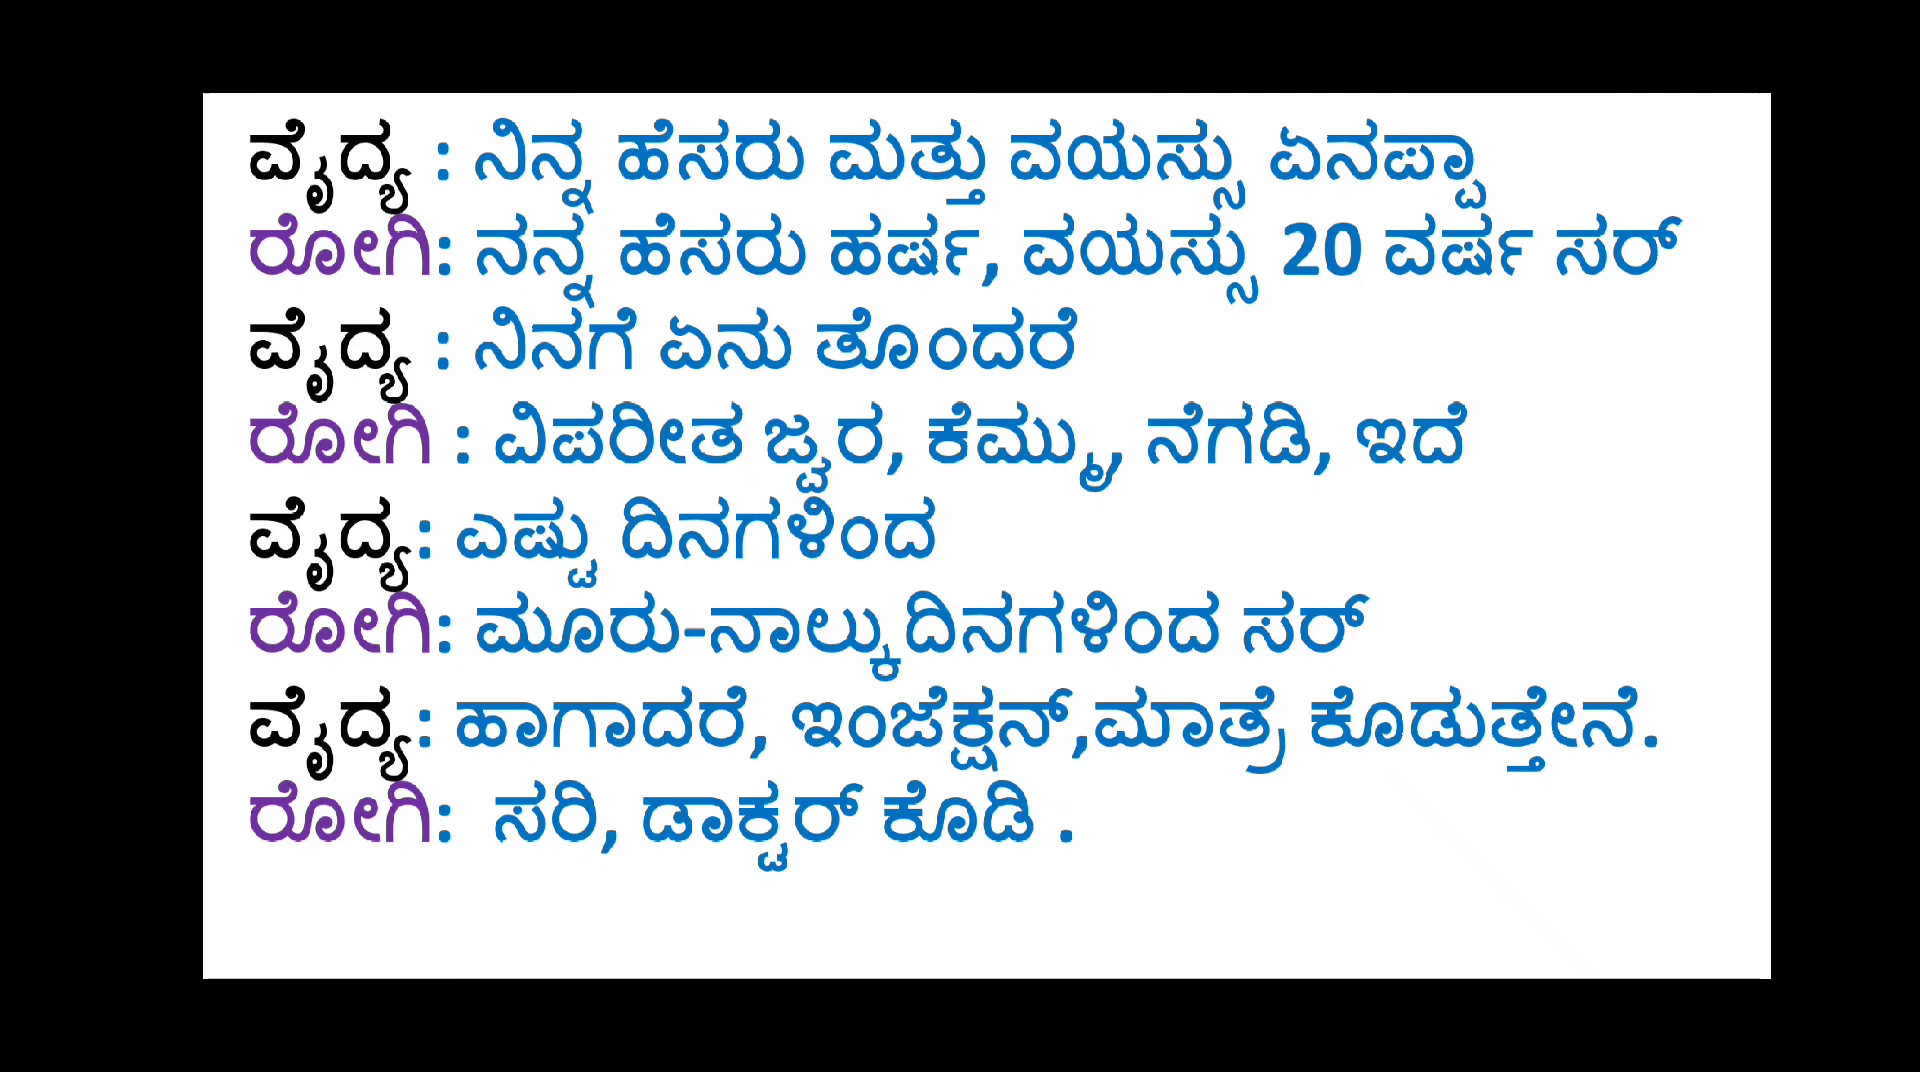 ವೈದ್ಯ : ನಿನ್ನ ಹೆಸರು ಮತ್ತು ವಯಸ್ಸು ಏನಪ್ಪಾ
ರೋಗಿ: ನನ್ನ ಹೆಸರು ಹರ್ಷ, ವಯಸ್ಸು 20 ವರ್ಷ ಸರ್
ವೈದ್ಯ : ನಿನಗೆ ಏನು ತೊಂದರೆ
ರೋಗಿ : ವಿಪರೀತ ಜ್ವರ, ಕೆಮ್ಮು, ನೆಗಡಿ, ಇದೆ
ವೈದ್ಯ: ಎಷ್ಟು ದಿನಗಳಿಂದ
ರೋಗಿ: ಮೂರು-ನಾಲ್ಕು ದಿನಗಳಿಂದ ಸರ್
ವೈದ್ಯ: ಹಾಗಾದರೆ, ಇಂಜೆಕ್ಷನ್,ಮಾತ್ರೆ ಕೊಡುತ್ತೇನೆ.
ರೋಗಿ: ಸರಿ, ಡಾಕ್ಟರ್ ಕೊಡಿ .